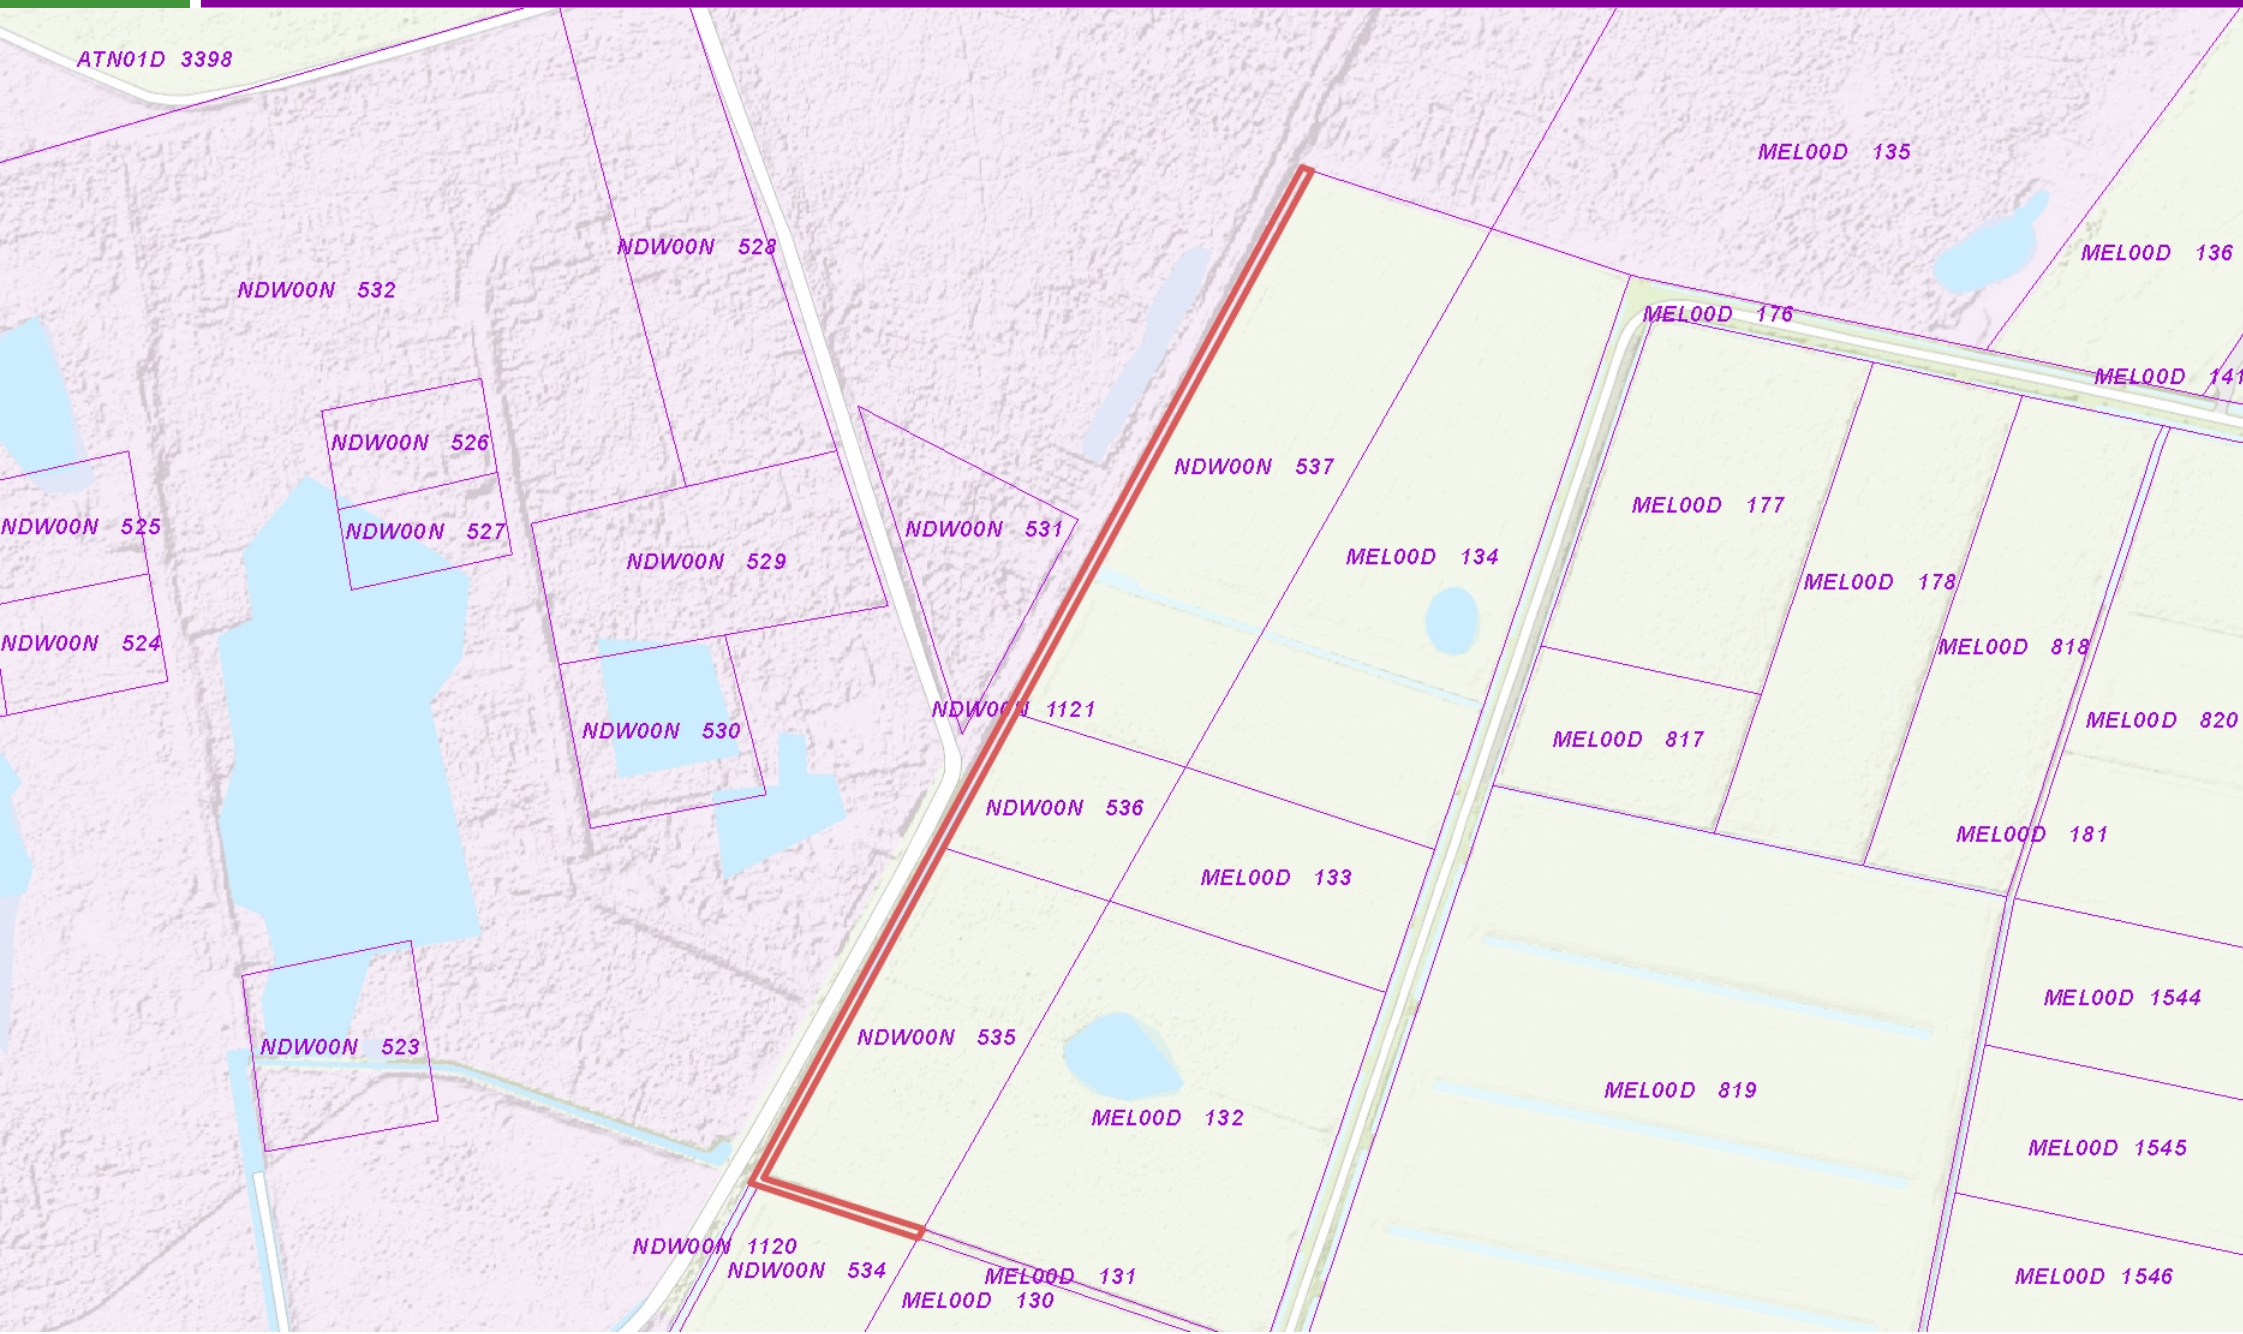 ATN01D 3398
MEL00D 135
NDW00N 528
MEL00D 136
NDW00N 532
MEL00D 176
MEL00D 141
NDW00N 526
NDW00N 537
MEL00D 177
NDW00N 525
NDW00N 527
NDW00N 531
NDW00N 529
MEL00D 134
MEL00D 178
NDW00N 524
MEL00D 818
NDW00N 1121
MEL00D 820
NDW00N 530
MEL00D 817
NDW00N 536
MEL00D 181
MEL00D 133
MEL00D 1544
NDW00N 535
NDW00N 523
MEL00D 819
MEL00D 132
MEL00D 1545
NDW00N 1120
NDW00N 534
MEL00D 131
MEL00D 1546
MEL00D 130